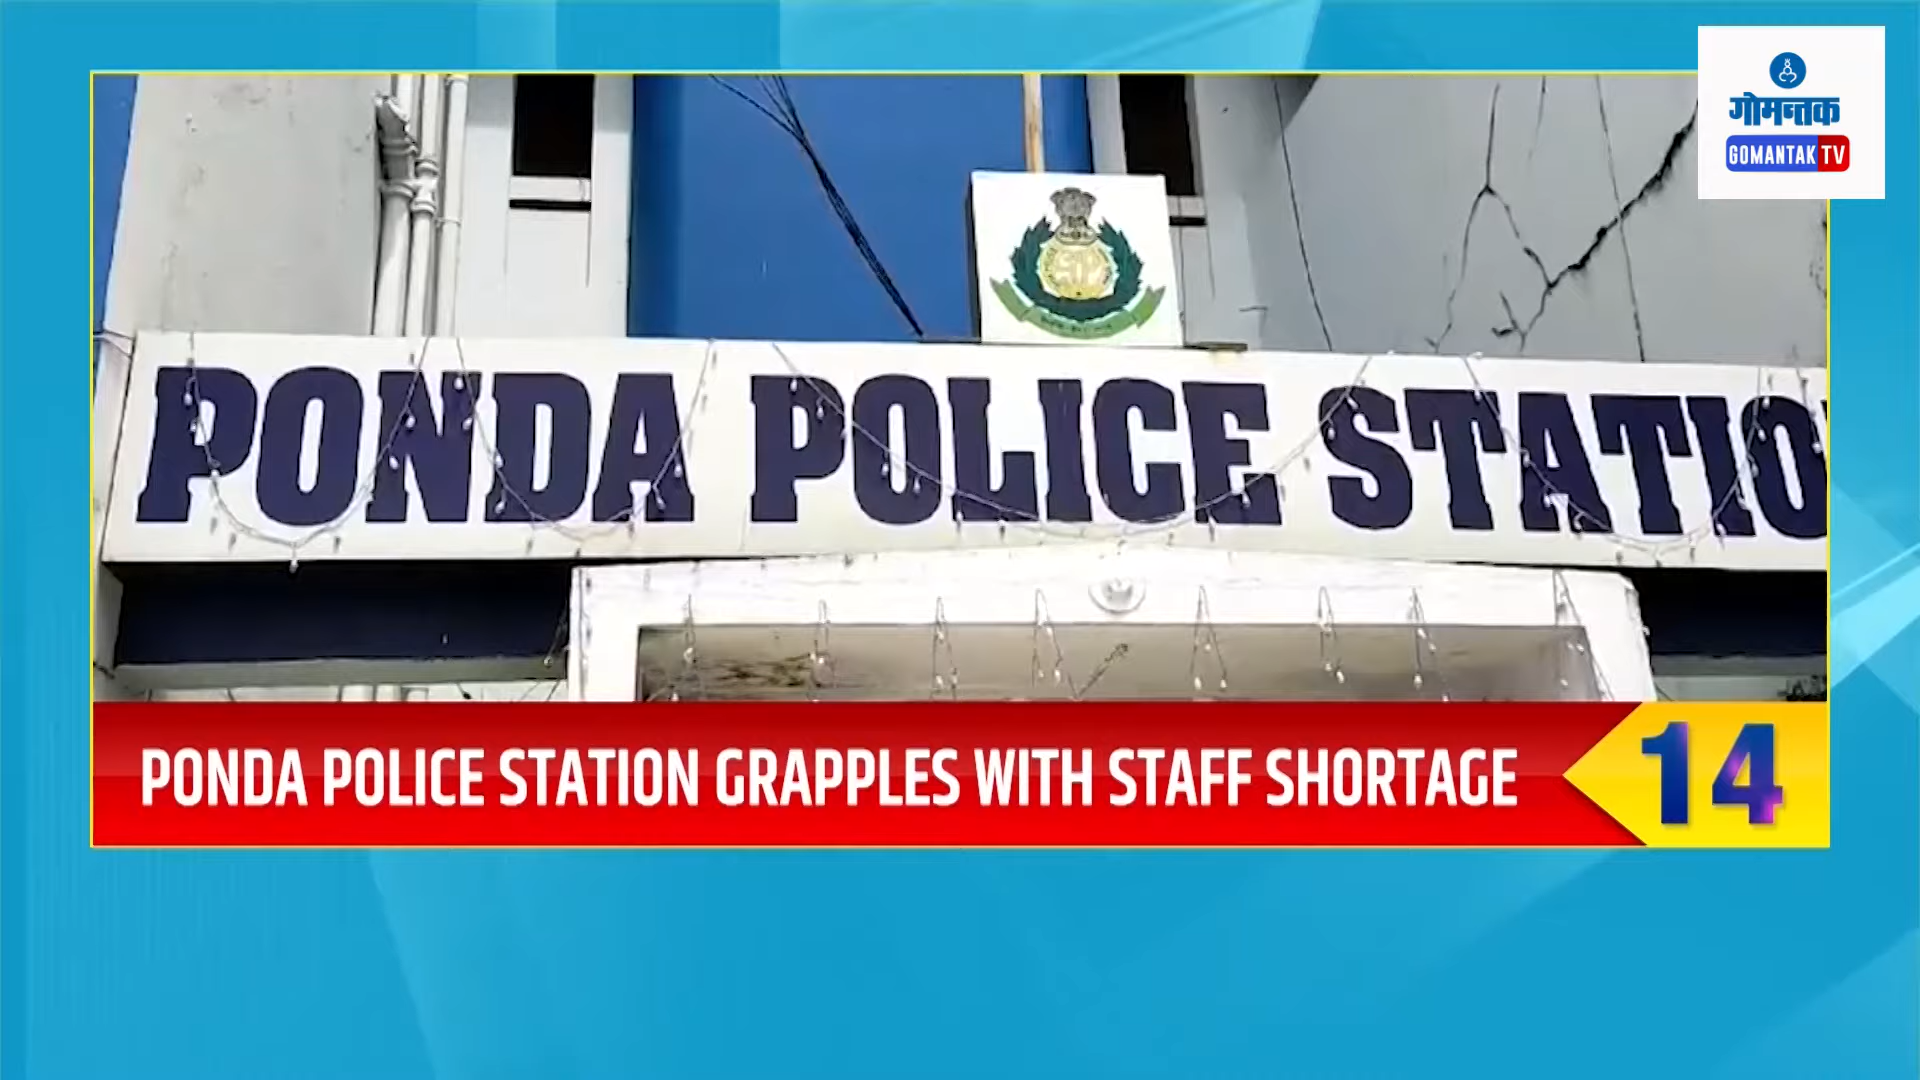 गोमन्तक
GOMANTAK TV
PONDA POLICE STATIO
PONDA POLICE STATION GRAPPLES WITH STAFF SHORTAGE
14